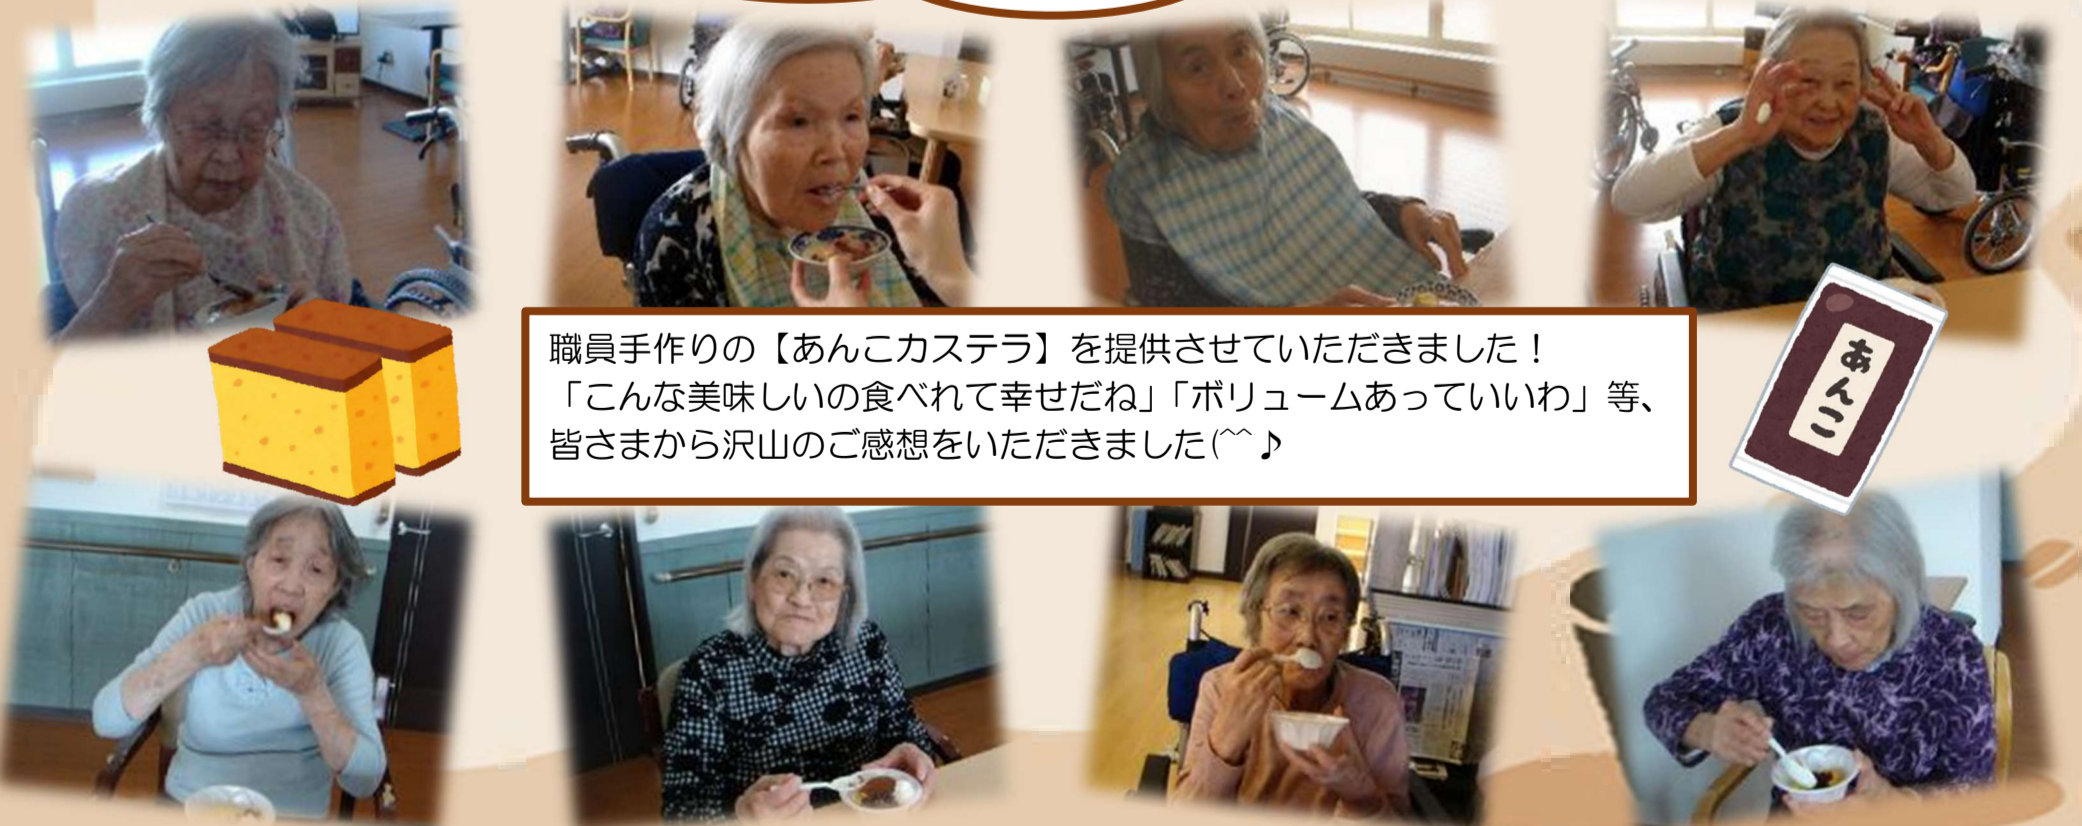 職員手作りの【あんこカステラ】を提供させていただきました！
「こんな美味しいの食べれて幸せだね」「ボリュームあっていいわ」等、
皆さまから沢山のご感想をいただきました(^^♪
あんこ